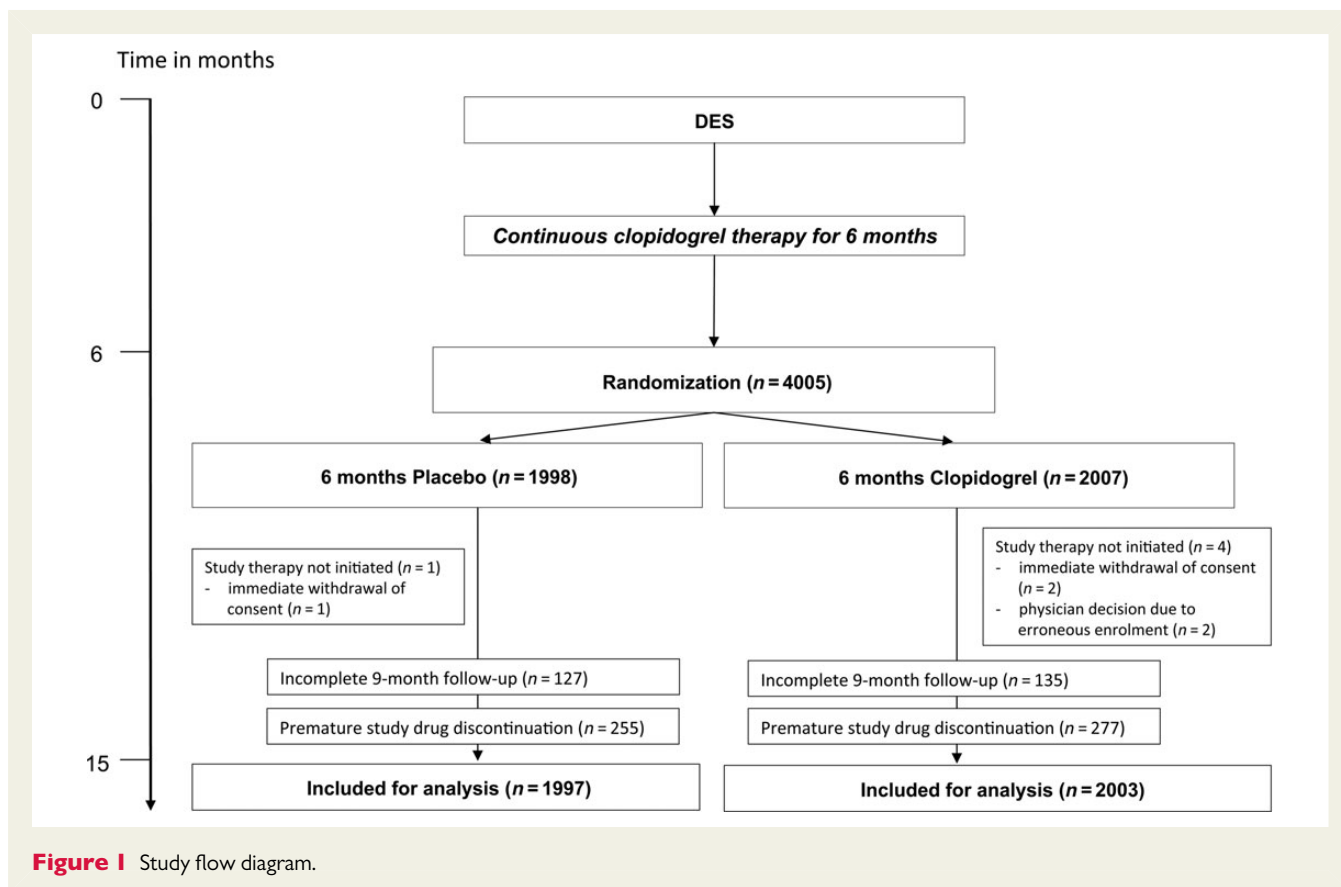 Time in months
0
DES
Continuous clopidogrel therapy for 6 months
6
Randomization (n = 4005)
6 months Placebo (n = 1998)
6 months Clopidogrel (n = 2007)
Study therapy not initiated (n = 1)
- immediate withdrawal of
consent (n = 1)
Study therapy not initiated (n = 4)
- immediate withdrawal of consent
(n = 2)
- physician decision due to
erroneous enrolment (n = 2)
Incomplete 9-month follow-up (n = 127)
Incomplete 9-month follow-up (n = 135)
Premature study drug discontinuation (n = 255)
Premature study drug discontinuation (n = 277)
15
Included for analysis (n = 1997)
Included for analysis (n = 2003)
Figure 1 Study flow diagram.